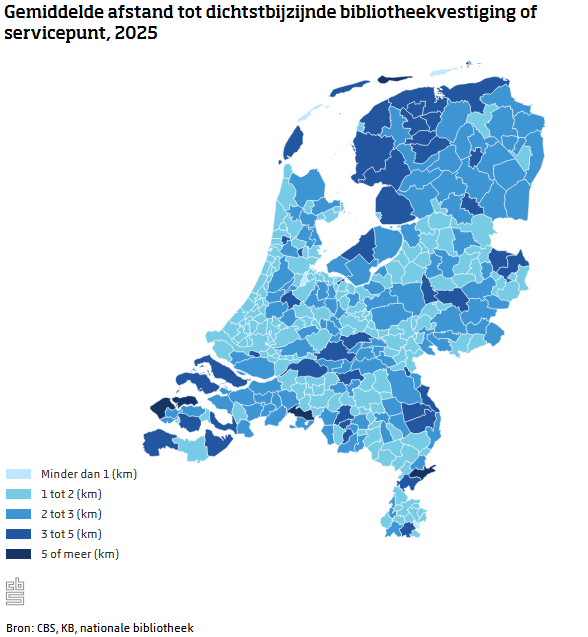 Gemiddelde afstand tot dichtstbijzijnde bibliotheekvestiging of
servicepunt, 2025
Minder dan 1 (km)
1 tot 2 (km)
2 tot 3 (km)
3 tot 5 (km)
5 of meer (km)
cbs
Bron: CBS, KB, nationale bibliotheek